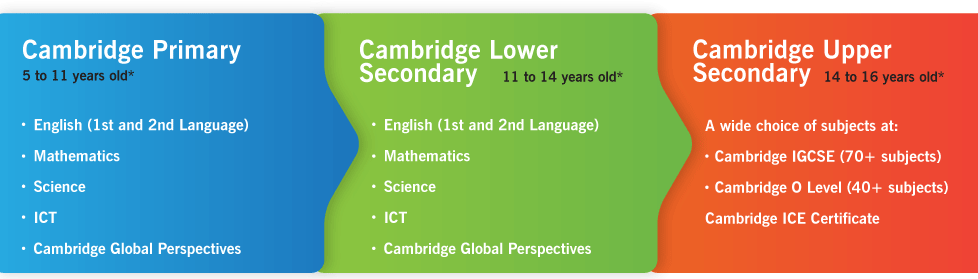 Cambridge Primary
5 to 11 years old*
• English (1st and 2nd Language)
• Mathematics
• Science
• ICT
• Cambridge Global Perspectives
Cambridge Lower
Secondary 11 to 14 years old*
• English (1st and 2nd Language)
• Mathematics
• Science
• ICT
• Cambridge Global Perspectives
Cambridge Upper
Secondary 14 to 16 years old*
A wide choice of subjects at:
• Cambridge IGCSE (70+ subjects)
• Cambridge O Level (40+ subjects)
Cambridge ICE Certificate